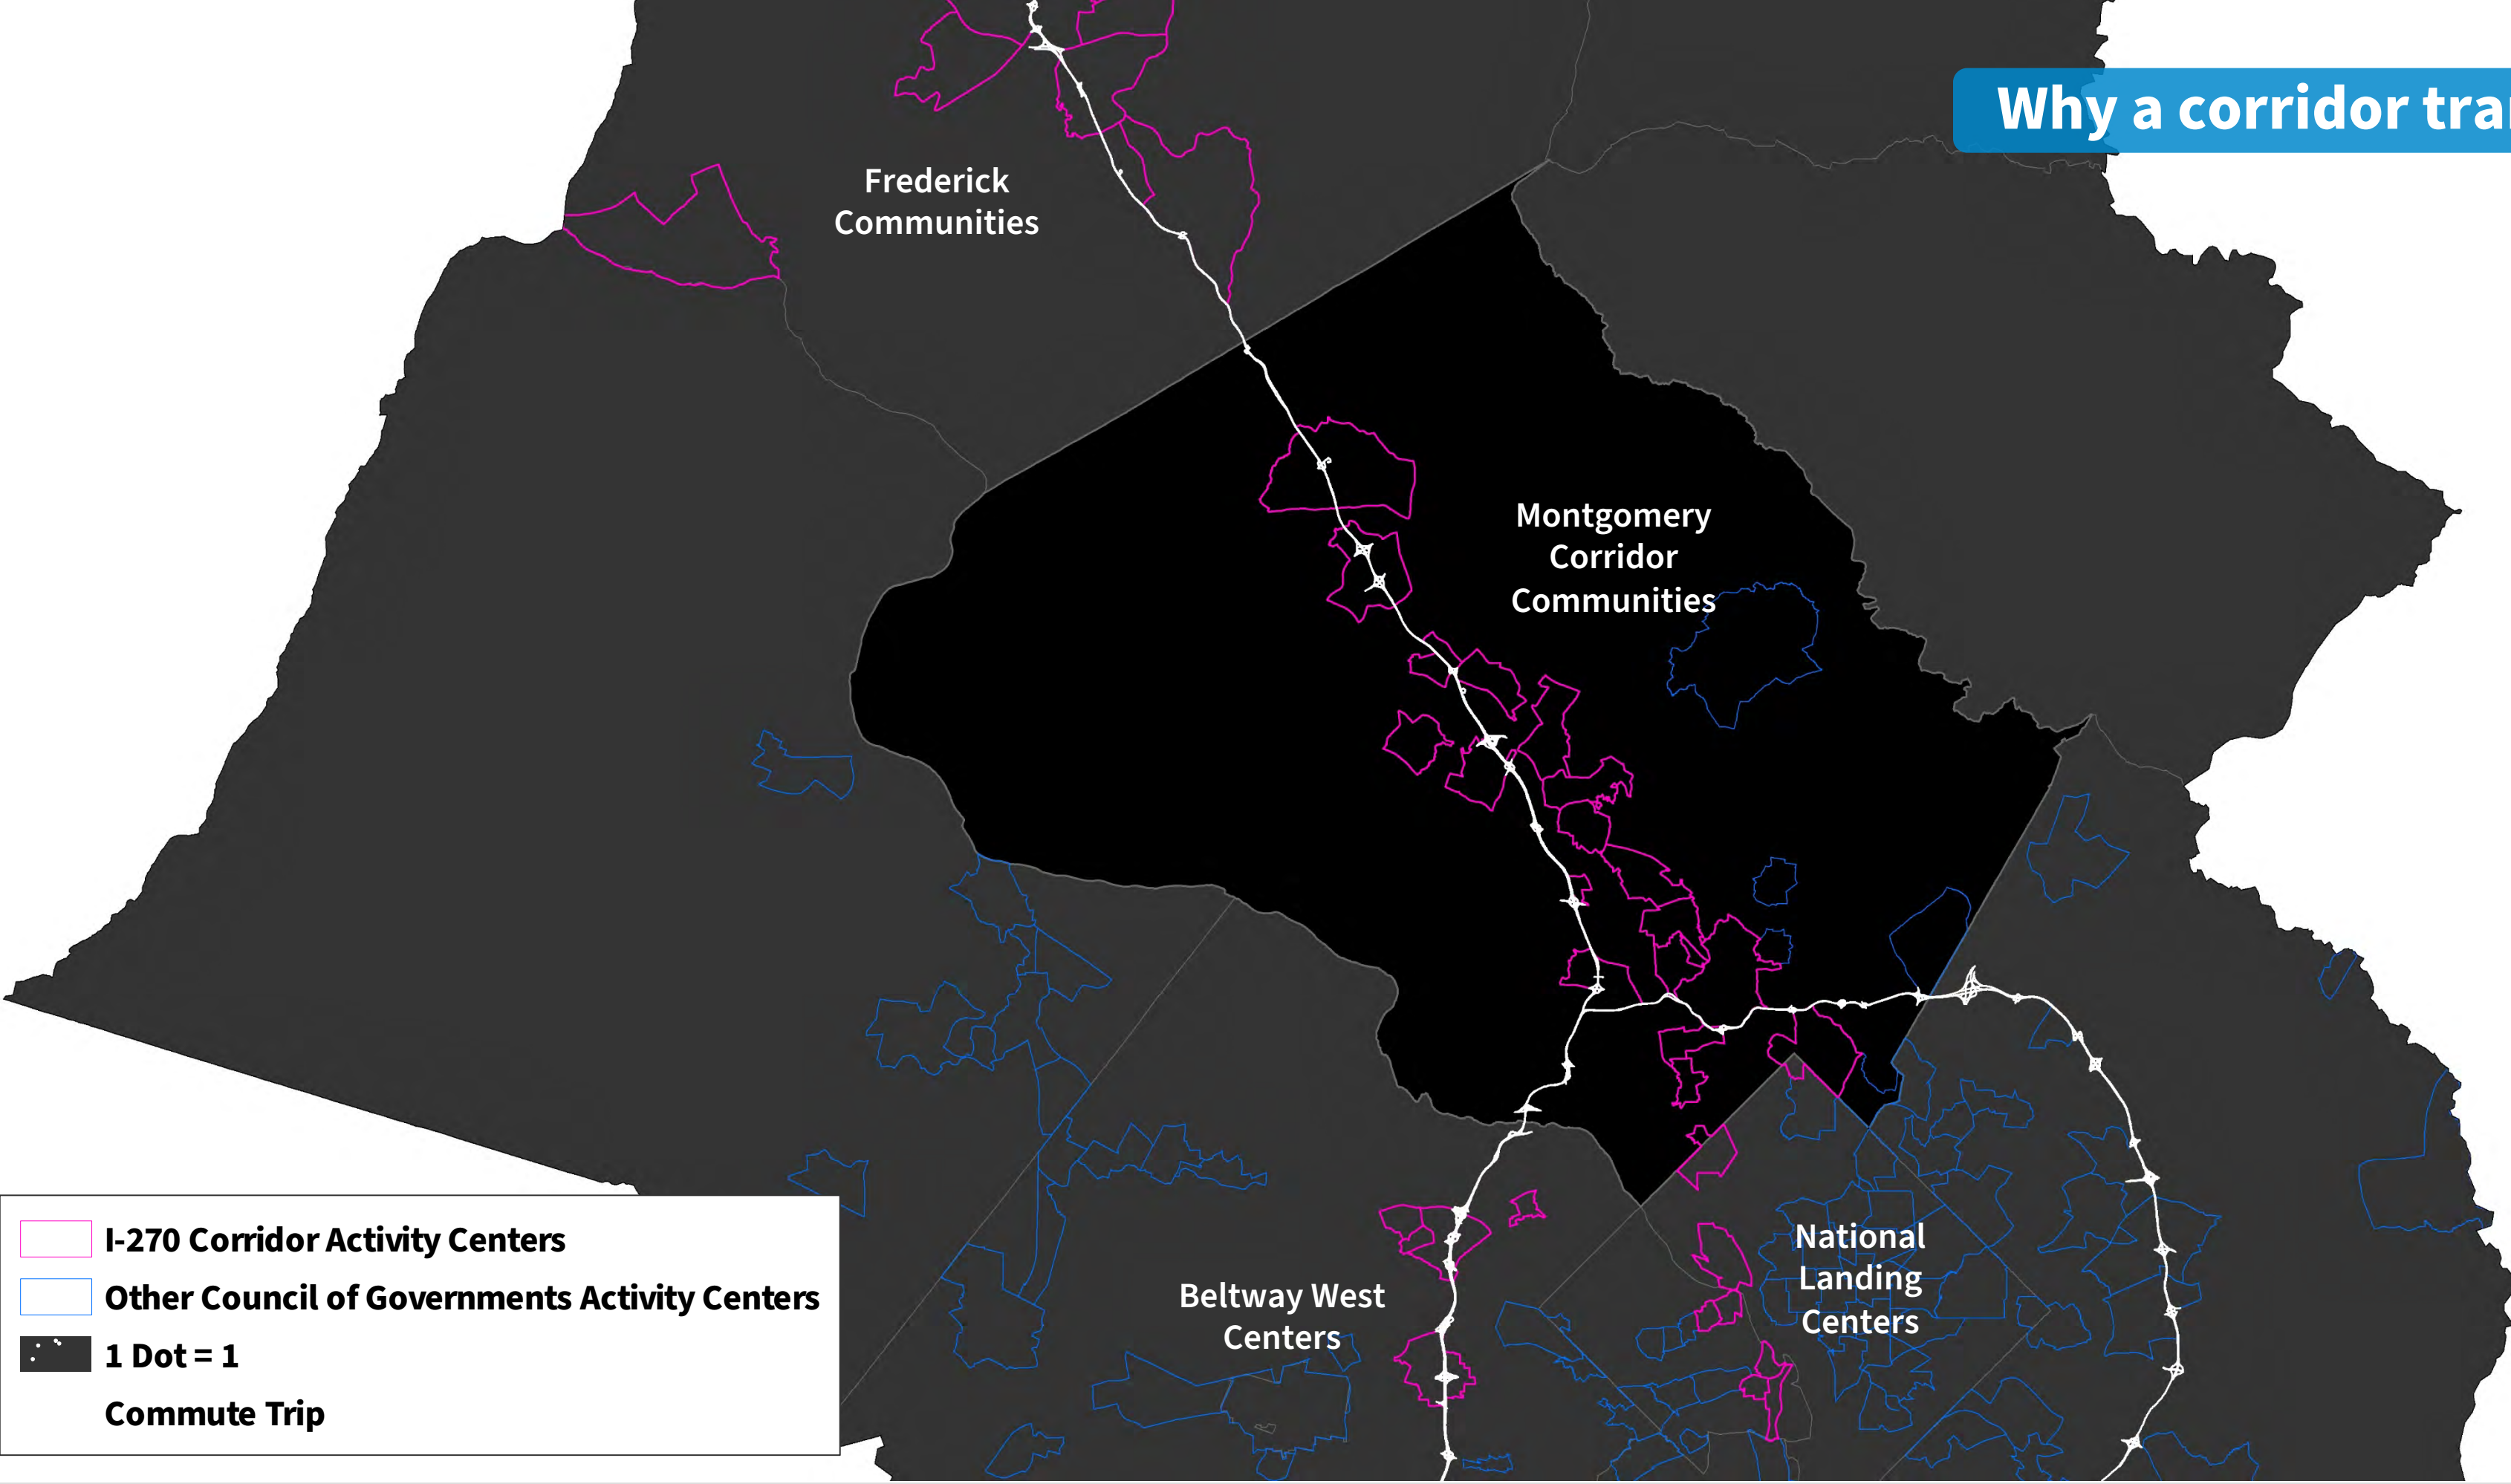 Why a corridor tra
Frederick
Communities
Montgomery
Corridor
Communities
National
Landing
Centers
Beltway West
Centers
I-270 Corridor Activity Centers
Other Council of Governments Activity Centers
1 Dot = 1
Commute Trip